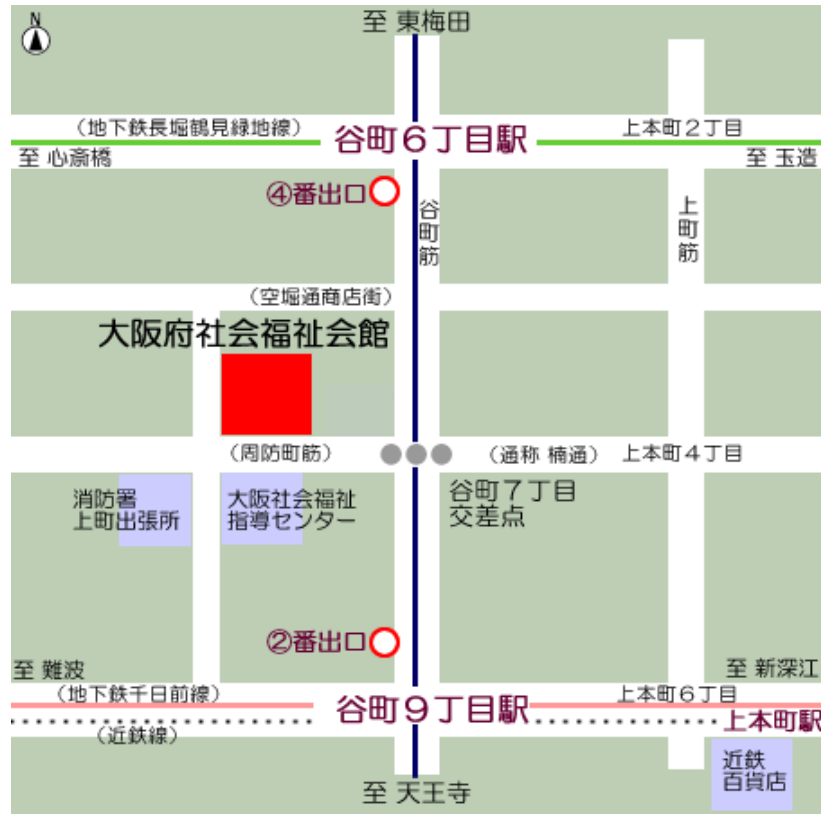 N
至 東梅田
(地下鉄長堀鶴見緑地線)
谷町6丁目駅
上本町2丁目
至 心斎橋
至 玉造
④番出口
谷町筋
上町筋
(空堀通商店街)
大阪府社会福祉会館
(周防町筋)
(通称 楠通)
上本町4丁目
消防署
上町出張所
大阪社会福祉
指導センター
谷町7丁目
交差点
②番出口
至 難波
至 新深江
(地下鉄千日前線)
谷町9丁目駅
上本町6丁目
上本町駅
(近鉄線)
近鉄
百貨店
至 天王寺